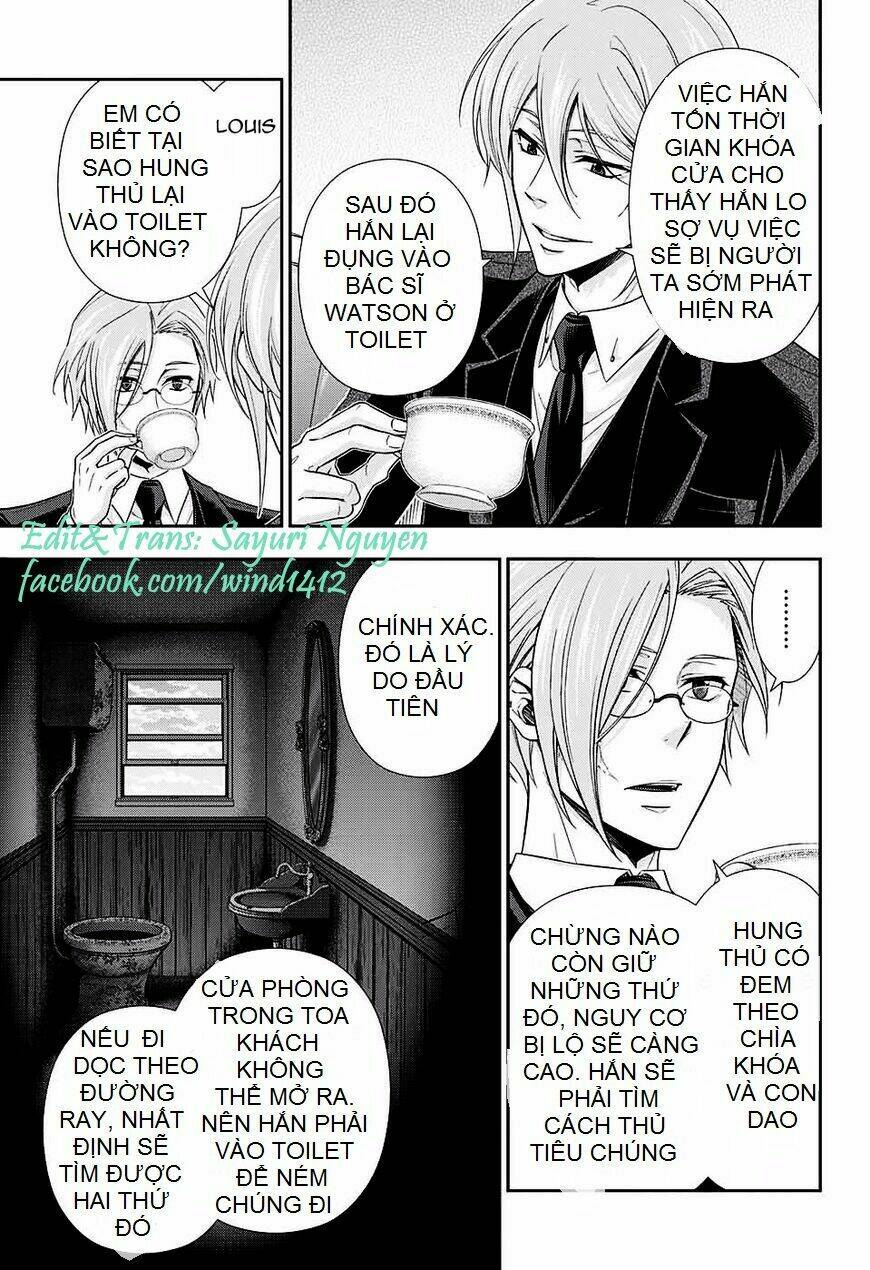 VIỆC HẮN
TỐN THỜI
GIAN KHÓA
CỬA CHO
THẤY HẮN LO
SỢ VỤ VIỆC
SẼ BỊ NGƯỜI
TA SỚM PHÁT
HIỆN RA
SAU ĐÓ
HẮN LẠI
ĐỤNG VÀO
BÁC SĨ
WATSON Ở
TOILET
LOUIS
EM CÓ
BIẾT TẠI
SAO HUNG
THỦ LẠI
VÀO TOILET
KHÔNG?
Edit&Trans: Sayuri Nguyen
facebook.com/wind1412
.........
HUNG
THỦ CÓ
ĐEM
THEO
CHÌA
KHÓA
VÀ CON
DAO
CHỪNG NÀO
CÒN GIỮ
NHỮNG THỨ
ĐÓ, NGUY CƠ
BỊ LỘ SẼ CÀNG
CAO. HẮN SẼ
PHẢI TÌM
CÁCH THỦ
TIÊU CHÚNG
CHÍNH XÁC.
ĐÓ LÀ LÝ
DO ĐẦU
TIÊN
CỬA PHÒNG
TRONG TOA
KHÁCH
KHÔNG
THỂ MỞ RA.
NÊN HẮN PHẢI
VÀO TOILET
ĐỂ NÉM
CHÚNG ĐI
NẾU ĐI
DỌC THEO
ĐƯỜNG
RAY, NHẤT
ĐỊNH SẼ
TÌM ĐƯỢC
HAI THỨ
ĐÓ